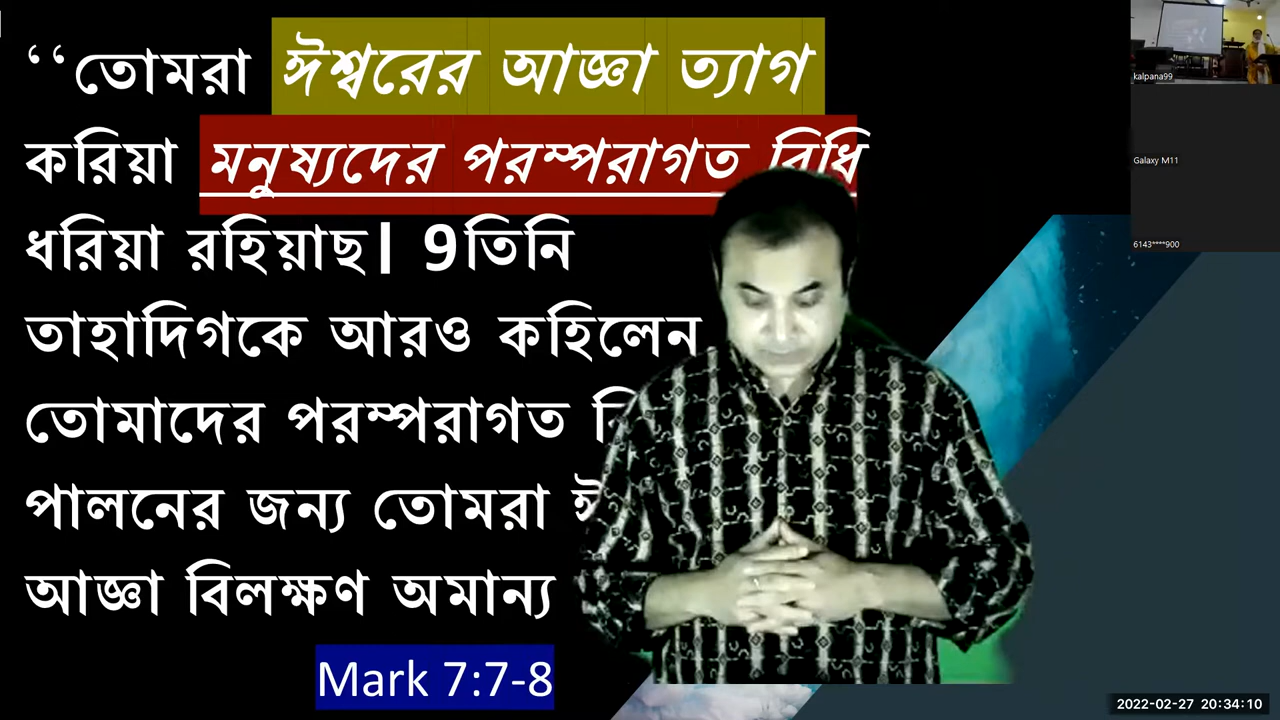 ‘‘তোমরা ঈশ্বরের আজ্ঞা ত্যাগ
করিয়া মনুষ্যদের পরম্পরাগত বিধি
ধরিয়া রহিয়াছ। 9তিনি
তাহাদিগকে আরও কহিলেন
তোমাদের পরম্পরাগত
পালনের জন্য তোমরা
আজ্ঞা বিলক্ষণ অমান্য
Mark 7:7-8
kalpana99
Galaxy M11
6143****900
2022-02-27 20:34:10